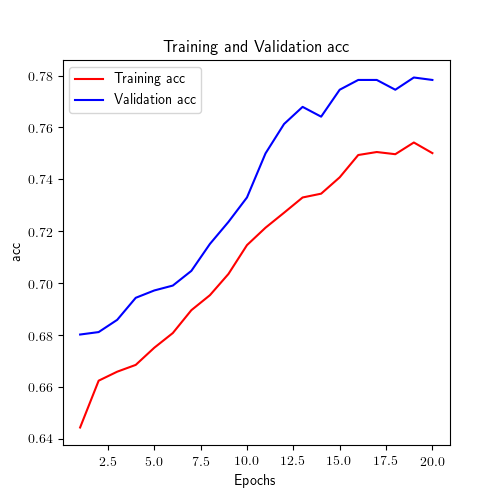 Training and Validation acc
Training acc
Validation acc
0.78
0.76
0.74
0.72
0.70
0.68
0.66
0.64
acc
2.5 5.0 7.5 10.0 12.5 15.0 17.5 20.0
Epochs